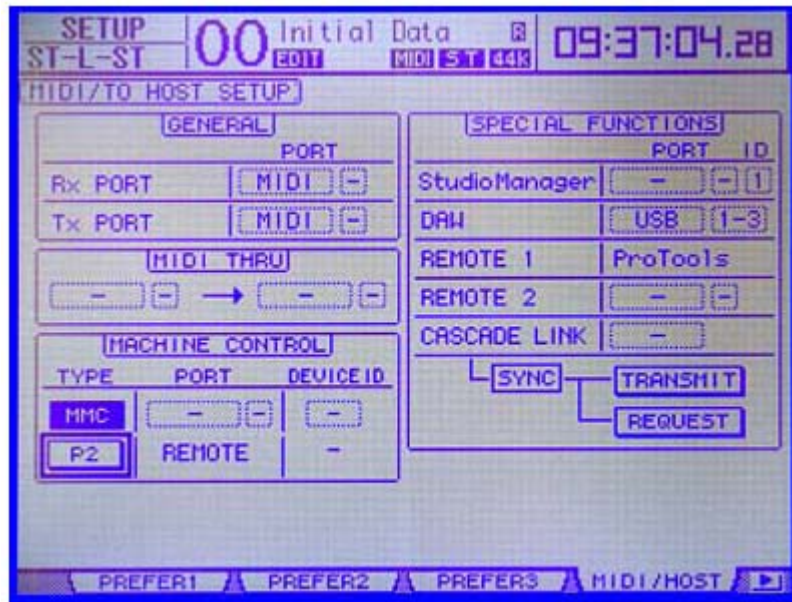 SETUP
ST-L-ST
00 Initial Data R
EDIT MIDI ST 44K
09:37:04.28
MIDI/TO HOST SETUP
GENERAL
PORT
Rx PORT MIDI -
Tx PORT MIDI -
MIDI THRU
- - → - -
MACHINE CONTROL
TYPE PORT DEVICE ID
MMC - - -
P2 REMOTE -
SPECIAL FUNCTIONS
PORT ID
StudioManager - - 1
DAW USB 1-3
REMOTE 1 ProTools
REMOTE 2 - -
CASCADE LINK -
SYNC TRANSMIT
REQUEST
PREFER1 PREFER2 PREFER3 MIDI/HOST